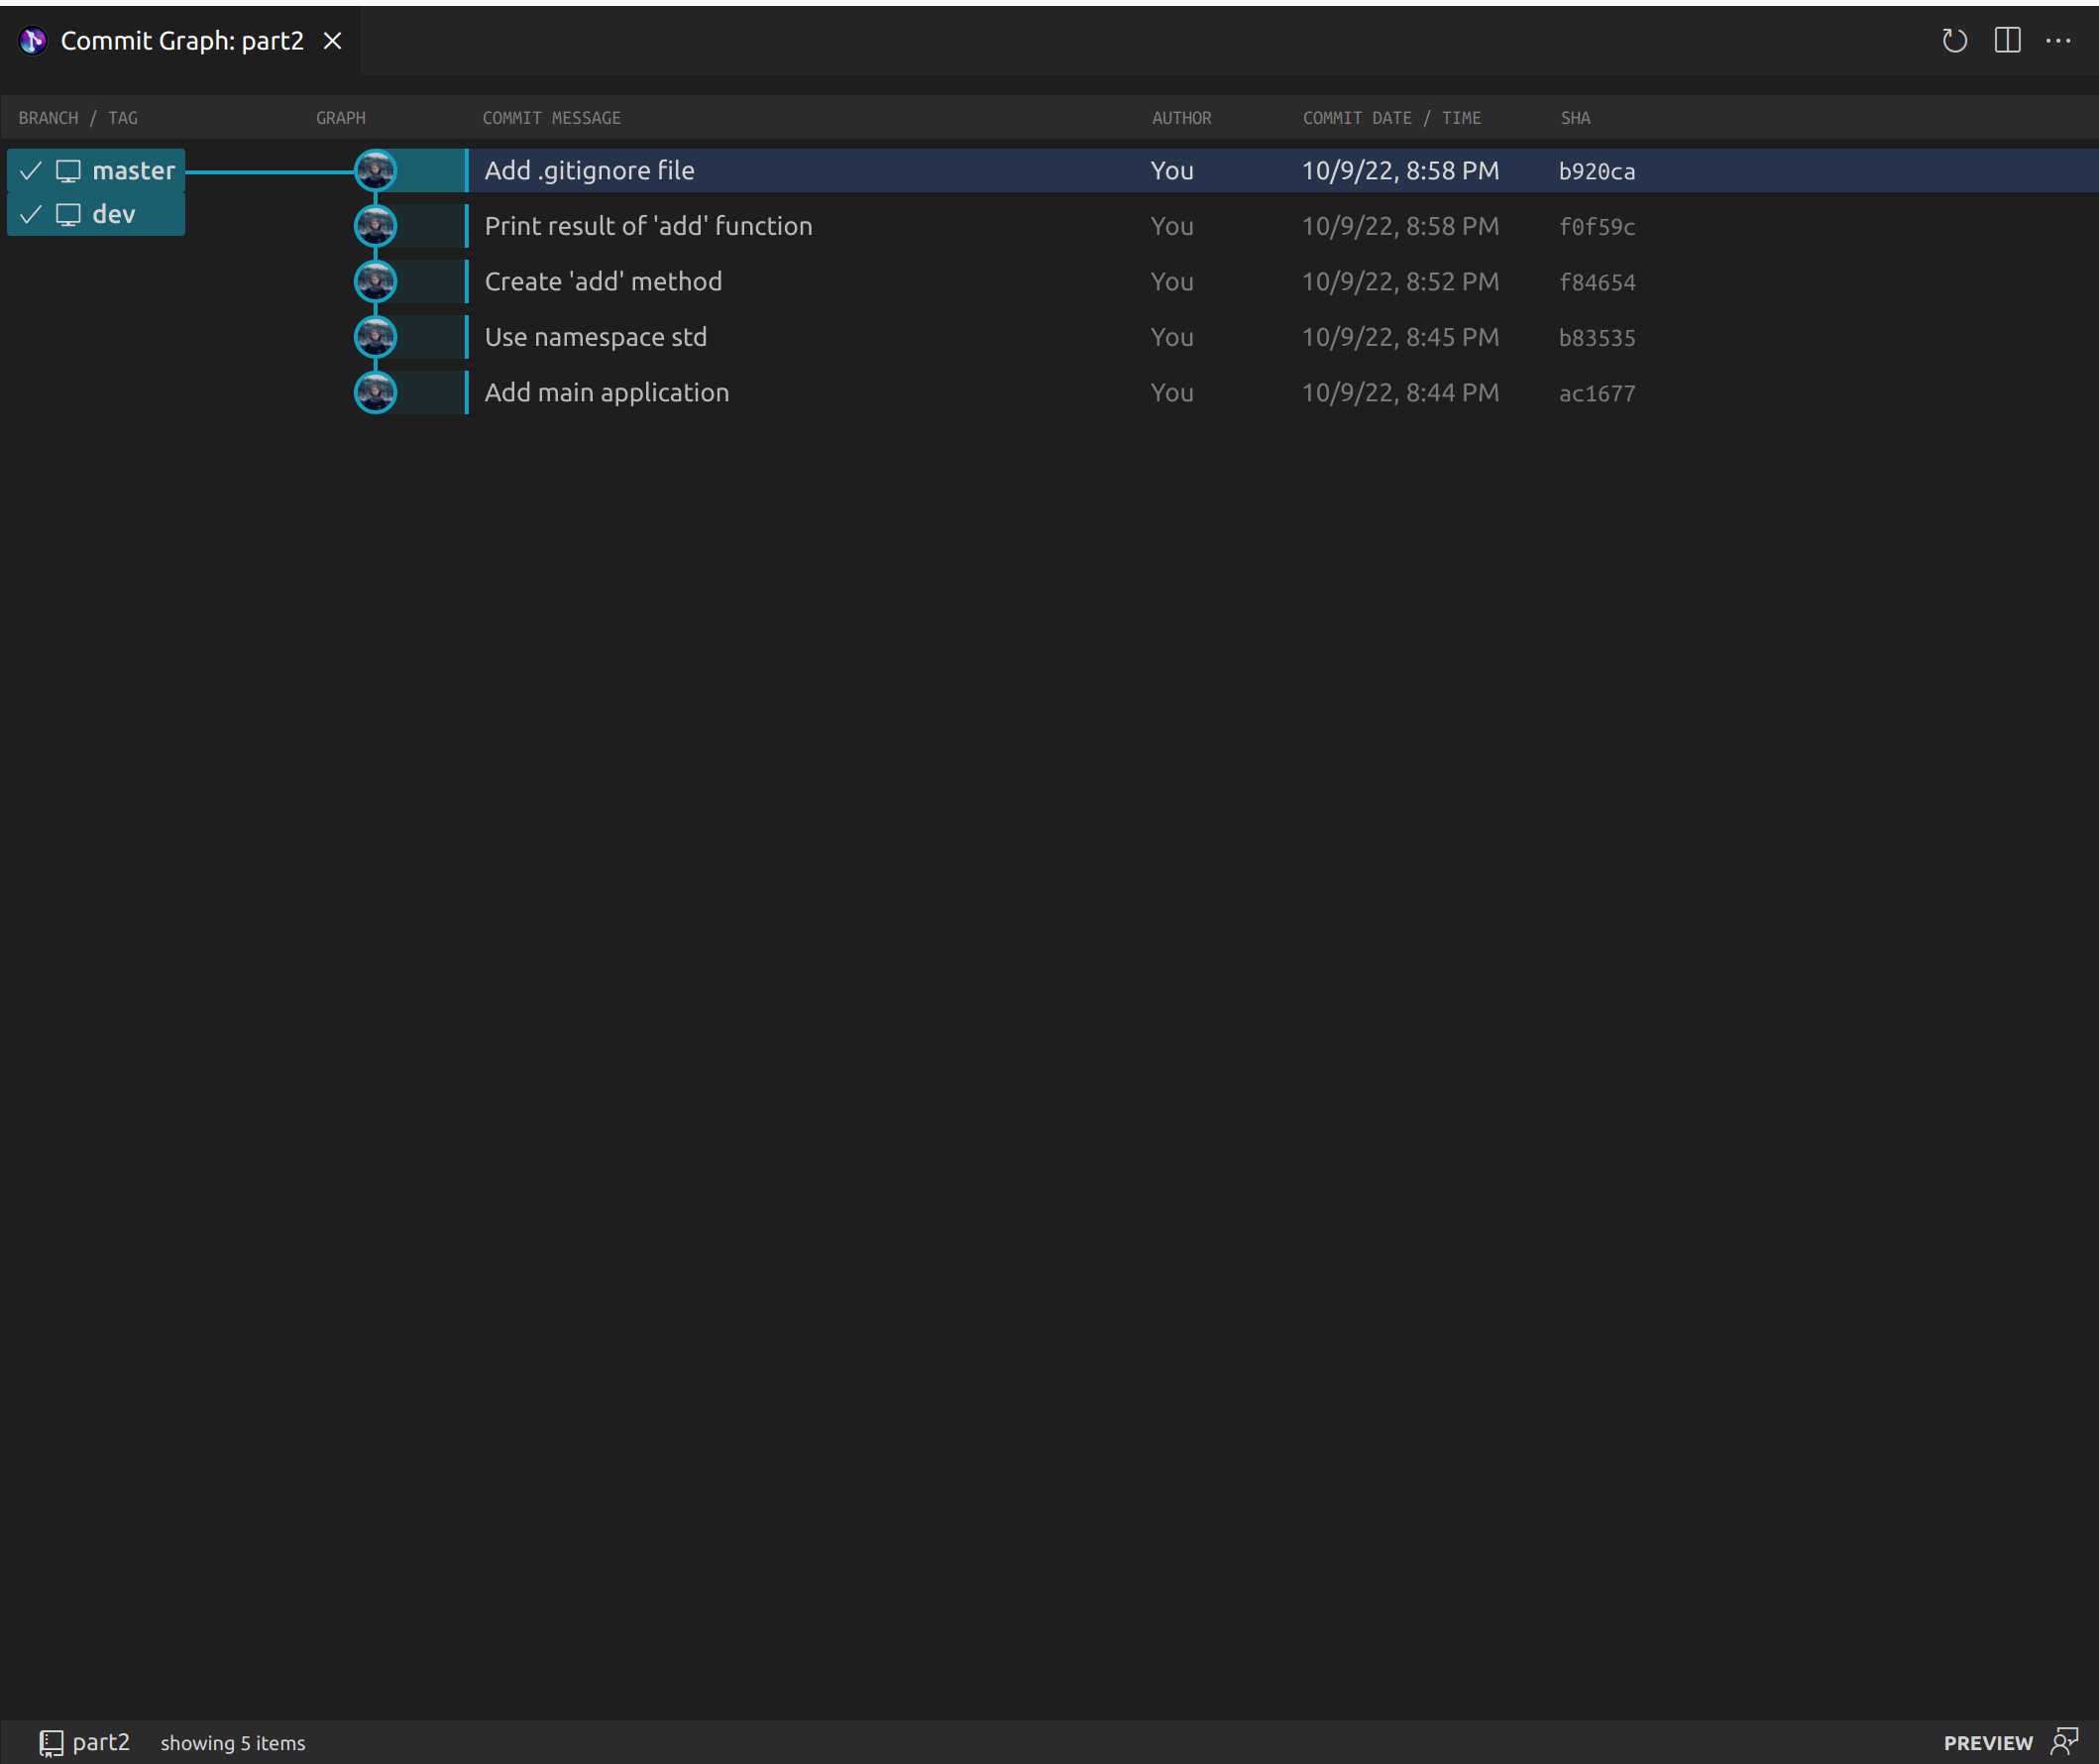 Commit Graph: part2
BRANCH / TAG GRAPH COMMIT MESSAGE AUTHOR COMMIT DATE / TIME SHA
master Add .gitignore file You 10/9/22, 8:58 PM b920ca
dev
Print result of 'add' function You 10/9/22, 8:58 PM f0f59c
Create 'add' method You 10/9/22, 8:52 PM f84654
Use namespace std You 10/9/22, 8:45 PM b83535
Add main application You 10/9/22, 8:44 PM ac1677
part2 showing 5 items PREVIEW